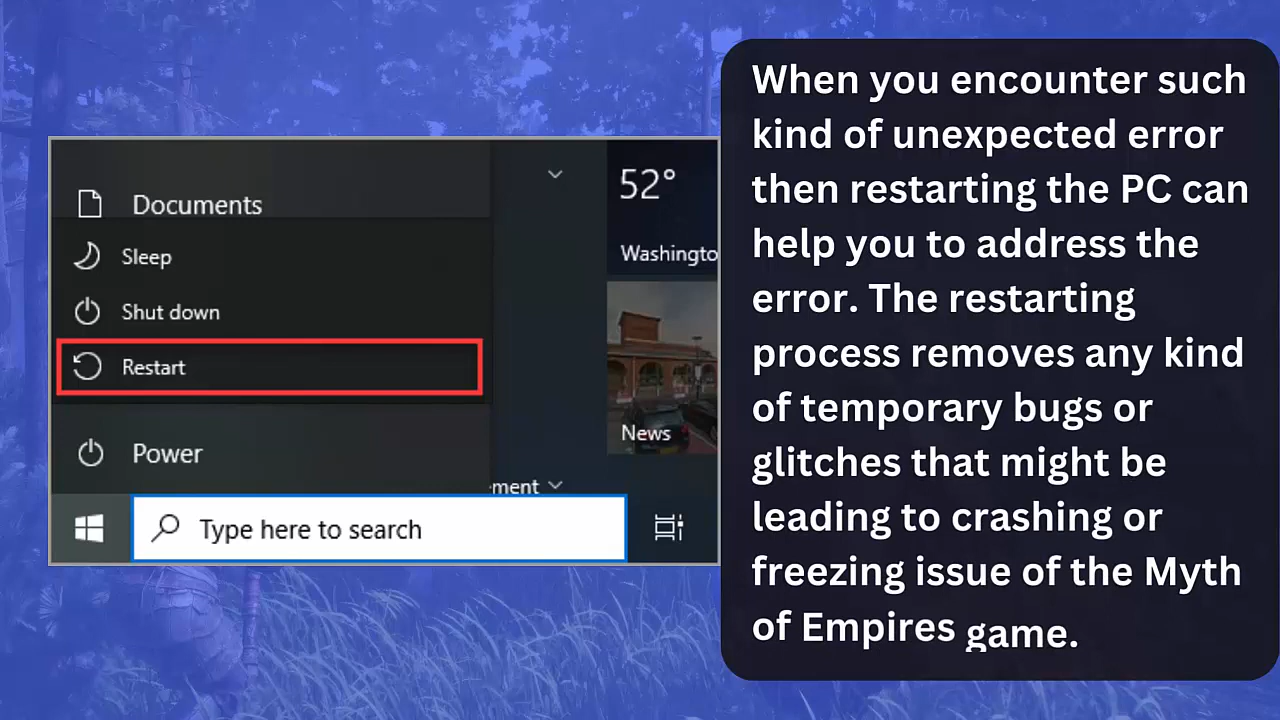 Documents
Sleep
Shut down
Restart
Power
Type here to search
52°
Washingto
News
ment
When you encounter such
kind of unexpected error
then restarting the PC can
help you to address the
error. The restarting
process removes any kind
of temporary bugs or
glitches that might be
leading to crashing or
freezing issue of the Myth
of Empires game.